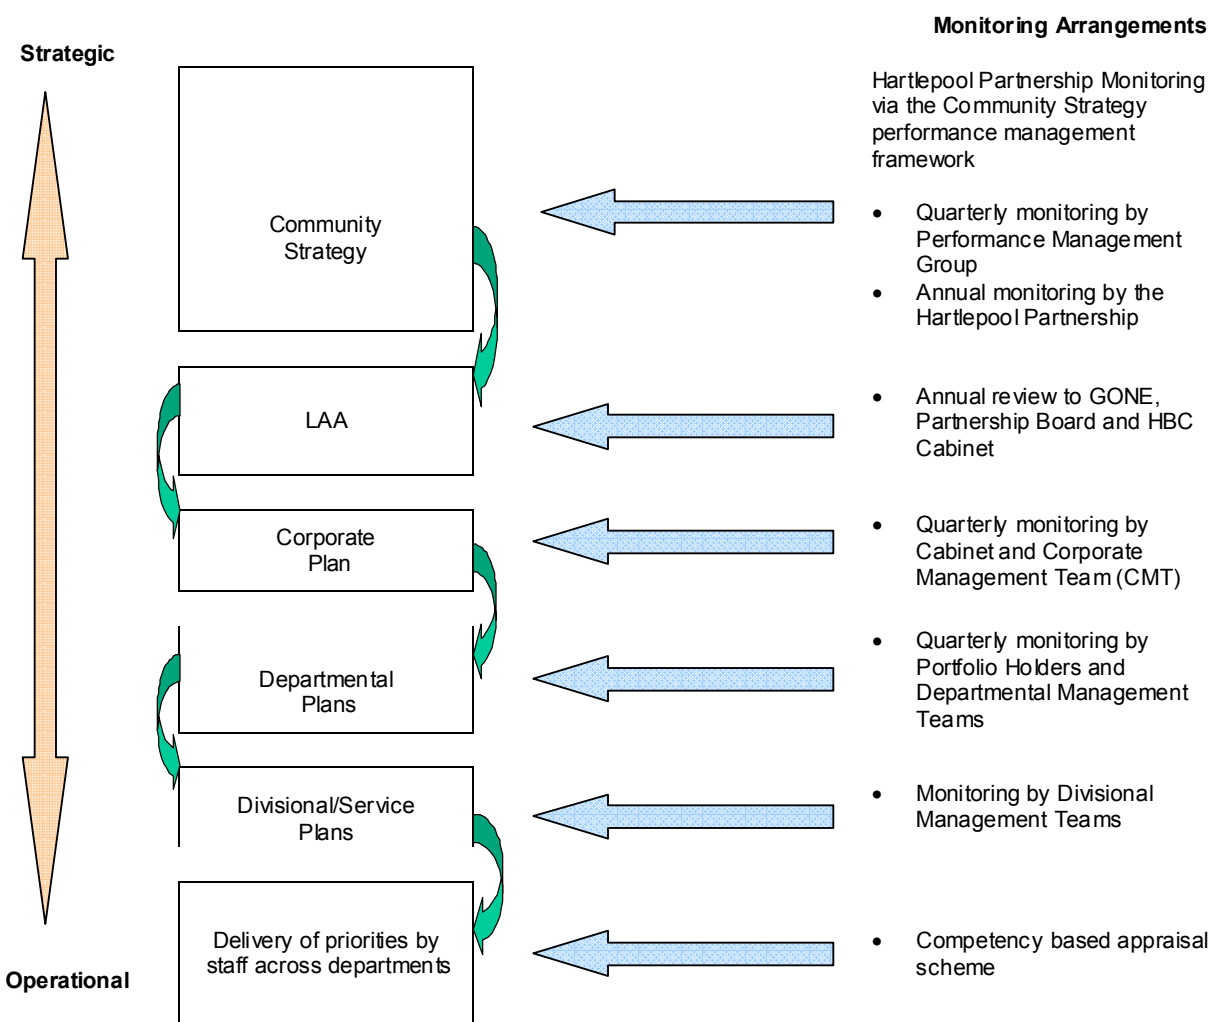 Monitoring Arrangements
Strategic
Hartlepool Partnership Monitoring
via the Community Strategy
performance management
framework
Community
Strategy
• Quarterly monitoring by
Performance Management
Group
• Annual monitoring by the
Hartlepool Partnership
LAA
• Annual review to GONE,
Partnership Board and HBC
Cabinet
Corporate
Plan
• Quarterly monitoring by
Cabinet and Corporate
Management Team (CMT)
Departmental
Plans
• Quarterly monitoring by
Portfolio Holders and
Departmental Management
Teams
Divisional/Service
Plans
• Monitoring by Divisional
Management Teams
Delivery of priorities by
staff across departments
• Competency based appraisal
scheme
Operational